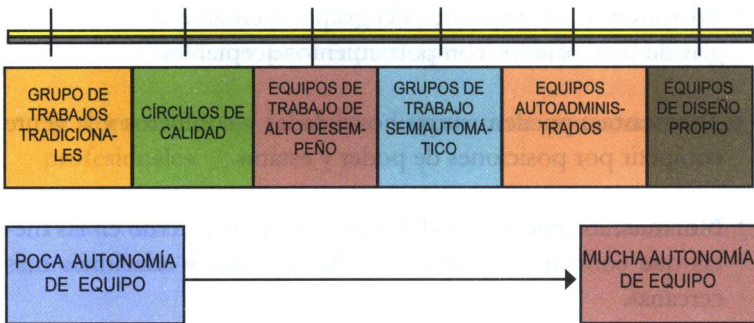 GRUPO DE
TRABAJOS
TRADICIONA-
LES
CÍRCULOS DE
CALIDAD
EQUIPOS DE
TRABAJO DE
ALTO DESEM-
PEÑO
GRUPOS DE
TRABAJO
SEMIAUTOMÁ-
TICO
EQUIPOS
AUTOADMINIS-
TRADOS
EQUIPOS
DE DISEÑO
PROPIO
POCA AUTONOMÍA
DE EQUIPO
MUCHA AUTONOMÍA
DE EQUIPO